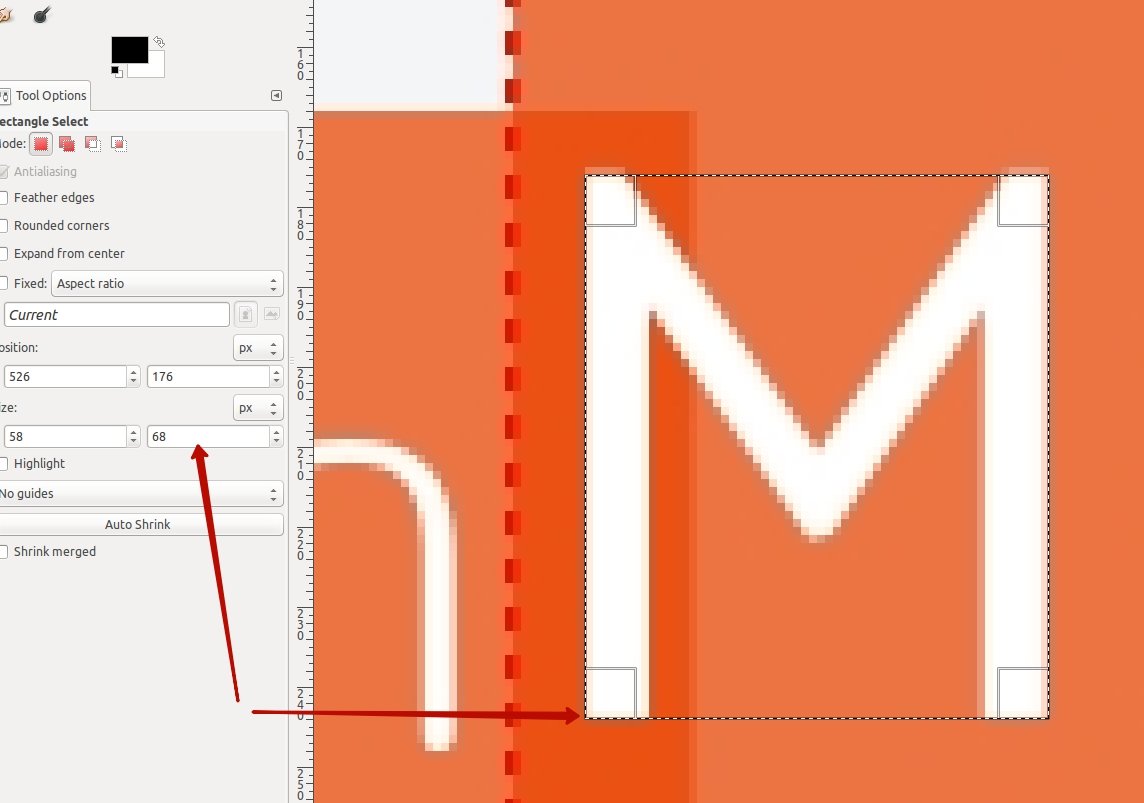 Tool Options
ectangle Select
ode:
Antialiasing
Feather edges
Rounded corners
Expand from center
Fixed: Aspect ratio
Current
osition: px
526 176
ize: px
58 68
Highlight
No guides
Auto Shrink
Shrink merged
160
170
180
190
200
210
220
230
240
250
M